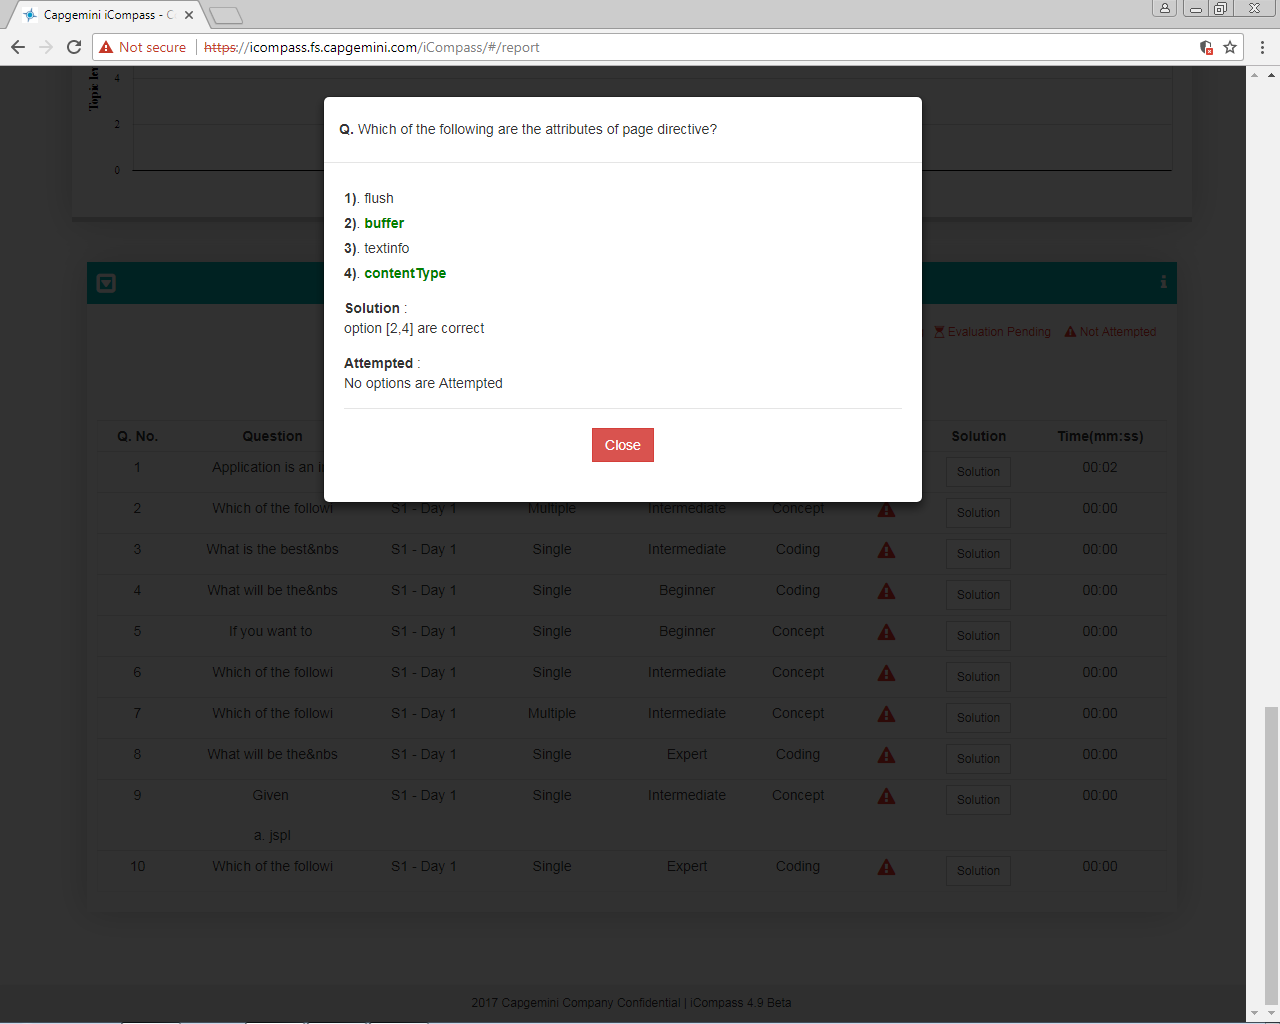 Capgemini iCompass - C
Not secure
https://icompass.fs.capgemini.com/iCompass/#/report
Topic lev
4
2
0
Q. Which of the following are the attributes of page directive?
1). flush
2). buffer
3). textinfo
4). contentType
Solution :
option [2,4] are correct
Attempted :
No options are Attempted
Close
Evaluation Pending Not Attempted
Q. No. Question Solution Time(mm:ss)
1 Application is an i Solution 00:02
2 Which of the followi S1 - Day 1 Multiple Intermediate Concept Solution 00:00
3 What is the best&nbs S1 - Day 1 Single Intermediate Coding Solution 00:00
4 What will be the&nbs S1 - Day 1 Single Beginner Coding Solution 00:00
5 If you want to S1 - Day 1 Single Beginner Concept Solution 00:00
6 Which of the followi S1 - Day 1 Single Intermediate Concept Solution 00:00
7 Which of the followi S1 - Day 1 Multiple Intermediate Concept Solution 00:00
8 What will be the&nbs S1 - Day 1 Single Expert Coding Solution 00:00
9 Given S1 - Day 1 Single Intermediate Concept Solution 00:00
a. jspl
10 Which of the followi S1 - Day 1 Single Expert Coding Solution 00:00
2017 Capgemini Company Confidential | iCompass 4.9 Beta